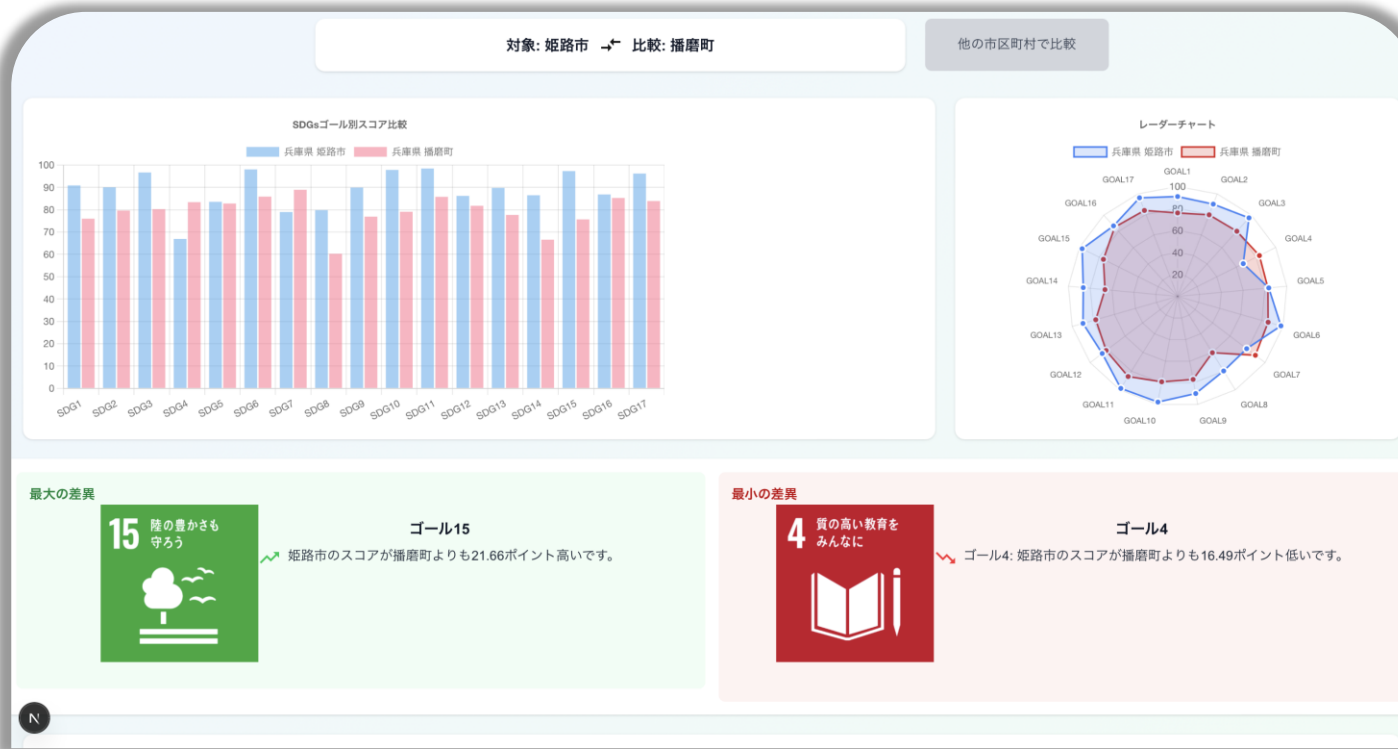 対象: 姫路市 比較: 播磨町
他の市区町村で比較
SDGsゴール別スコア比較
兵庫県 姫路市 兵庫県 播磨町
100
90
80
70
60
50
40
30
20
10
0
SDG1 SDG2 SDG3 SDG4 SDG5 SDG6 SDG7 SDG8 SDG9 SDG10 SDG11 SDG12 SDG13 SDG14 SDG15 SDG16 SDG17
レーダーチャート
兵庫県 姫路市 兵庫県 播磨町
GOAL1
GOAL2
GOAL3
GOAL4
GOAL5
GOAL6
GOAL7
GOAL8
GOAL9
GOAL10
GOAL11
GOAL12
GOAL13
GOAL14
GOAL15
GOAL16
GOAL17
100
80
60
40
20
最大の差異
15 陸の豊かさも
守ろう
ゴール15
姫路市のスコアが播磨町よりも21.66ポイント高いです。
最小の差異
4 質の高い教育を
みんなに
ゴール4
ゴール4: 姫路市のスコアが播磨町よりも16.49ポイント低いです。
N